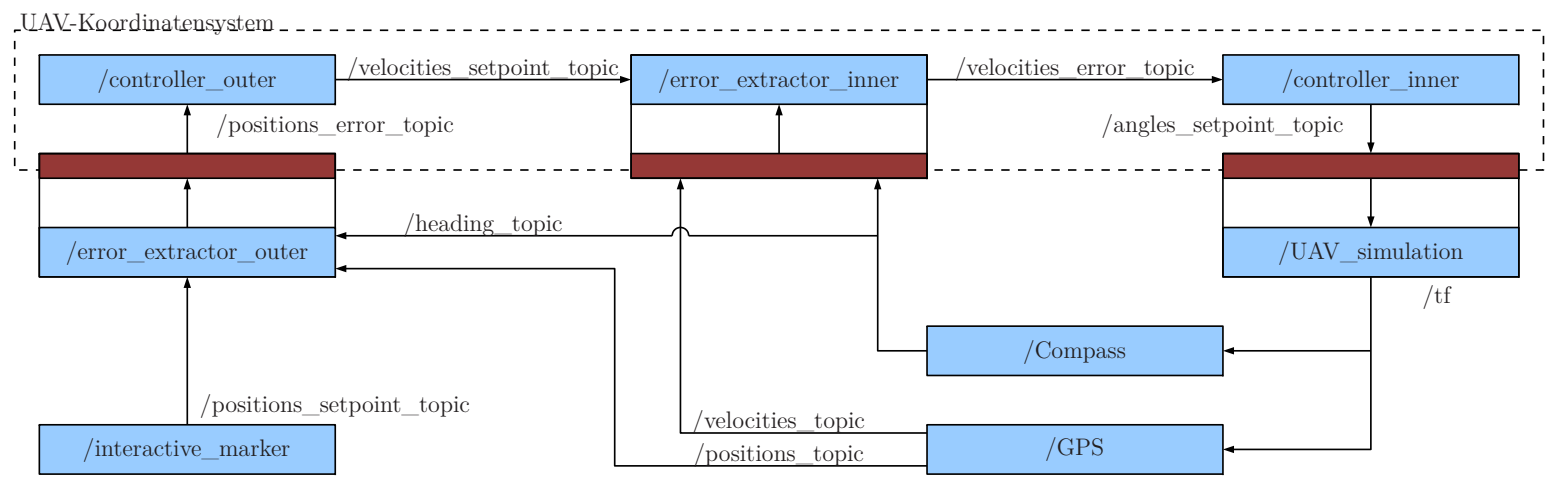 UAV-Koordinatensystem
/controller_outer
/velocities_setpoint_topic
/error_extractor_inner
/velocities_error_topic
/controller_inner
/positions_error_topic
/angles_setpoint_topic
/heading_topic
/error_extractor_outer
/UAV_simulation
/tf
/Compass
/positions_setpoint_topic
/velocities_topic
/interactive_marker
/positions_topic
/GPS